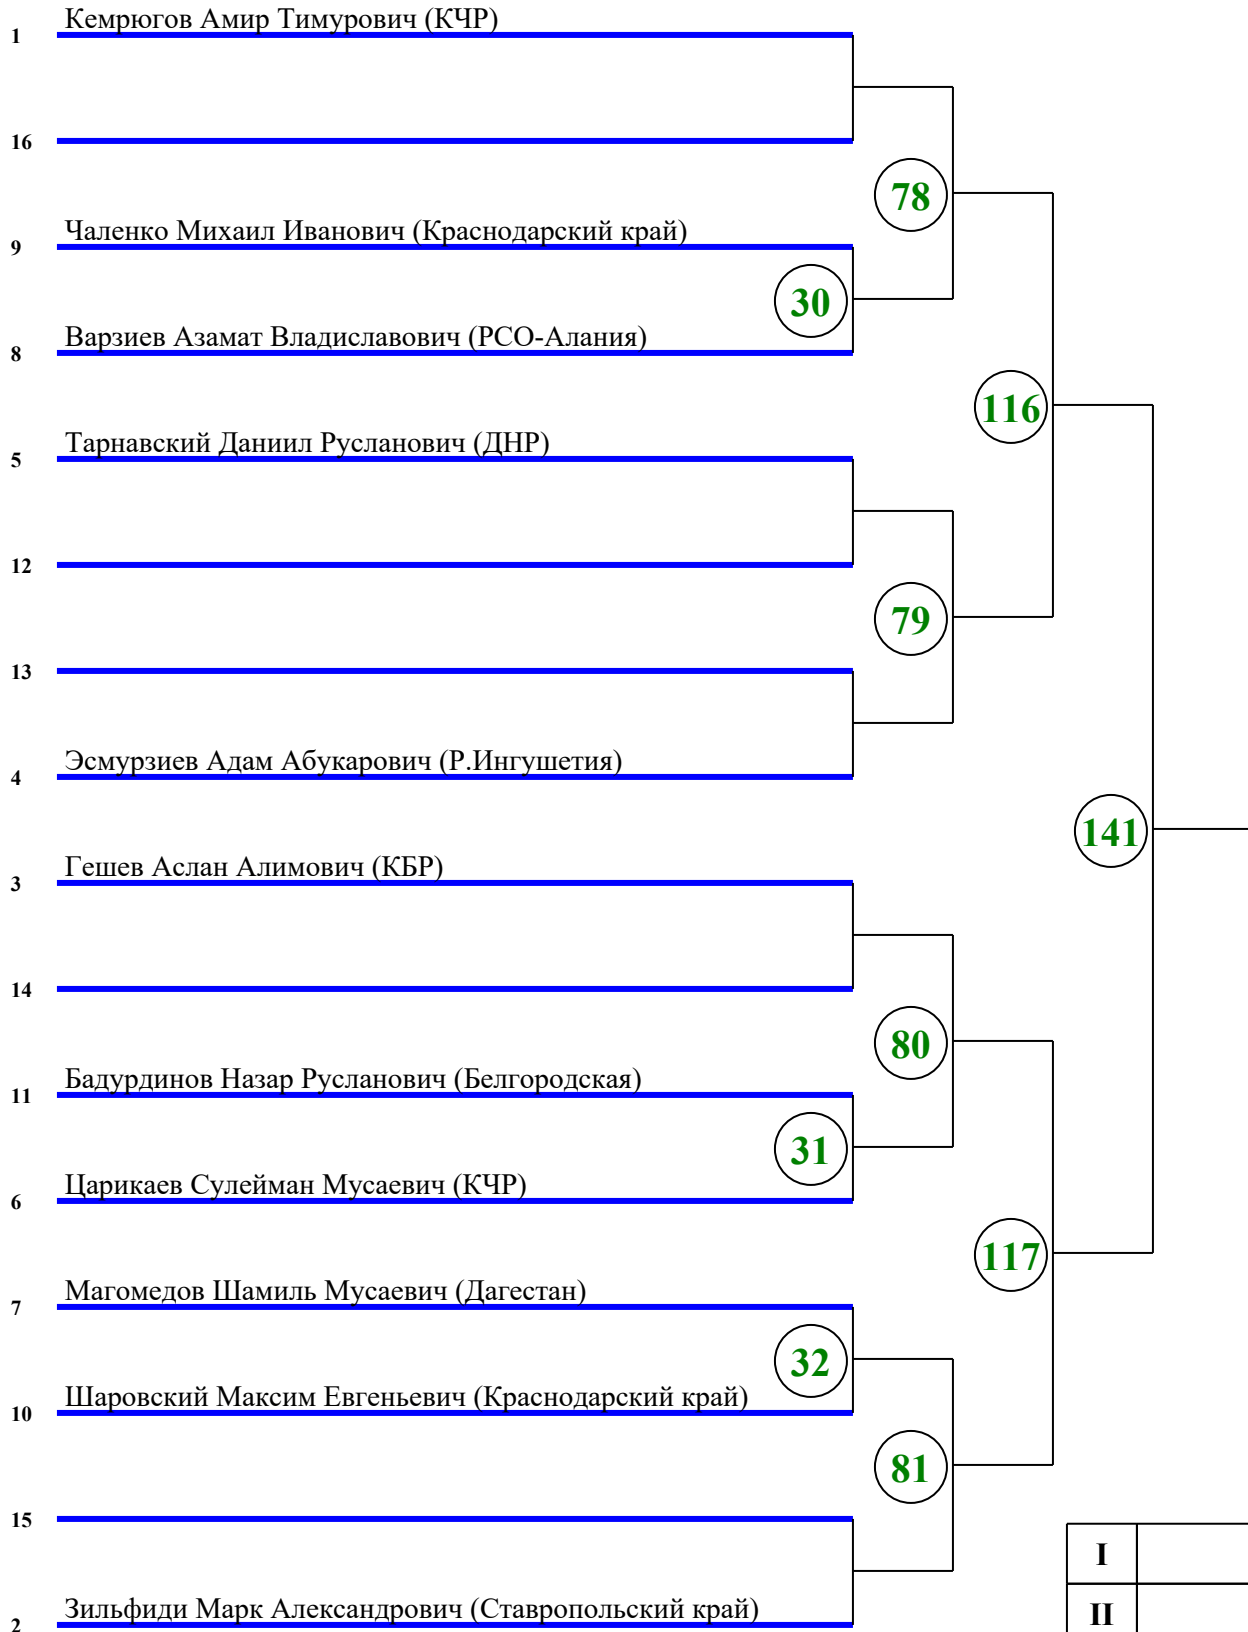 Кемрюгов Амир Тимурович (КЧР)
1
16
78
Чаленко Михаил Иванович (Краснодарский край)
9
30
Варзиев Азамат Владиславович (РСО-Алания)
8
116
Тарнавский Даниил Русланович (ДНР)
5
12
79
13
Эсмурзиев Адам Абукарович (Р.Ингушетия)
4
141
Гешев Аслан Алимович (КБР)
3
14
80
Бадурдинов Назар Русланович (Белгородская)
11
31
Царикаев Сулейман Мусаевич (КЧР)
6
117
Магомедов Шамиль Мусаевич (Дагестан)
7
32
Шаровский Максим Евгеньевич (Краснодарский край)
10
81
15
I
Зильфиди Марк Александрович (Ставропольский край)
2
II